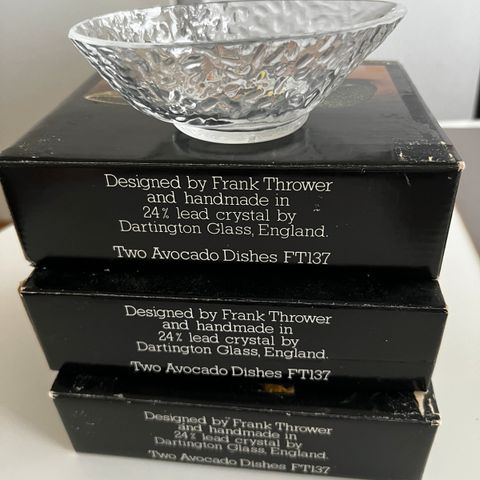 Designed by Frank Thrower
and handmade in
24% lead crystal by
Dartington Glass, England.
Two Avocado Dishes FT137
Designed by Frank Thrower
and handmade in
24% lead crystal by
Dartington Glass, England.
Two Avocado Dishes FT137
Designed by Frank Thrower
and handmade in
24% lead crystal by
Dartington Glass, England.
Two Avocado Dishes FT137